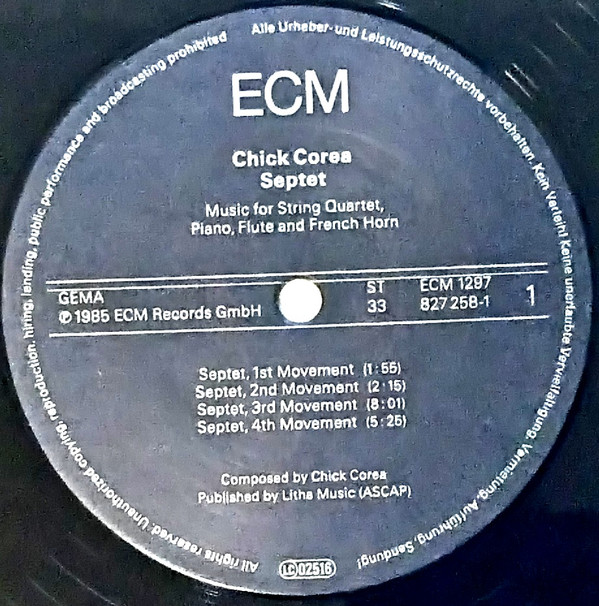 Alle Urheber- und Leistungsschutzrechte vorbehalten. Kein Verleih! Keine unerlaubte Vervielfältigung, Vermietung, Aufführung, Sendung!
ECM
Chick Corea
Septet
Music for String Quartet,
Piano, Flute and French Horn
GEMA
℗ 1985 ECM Records GmbH
ST
33
ECM 1297
827 258-1
1
Septet, 1st Movement (1:55)
Septet, 2nd Movement (2:15)
Septet, 3rd Movement (8:01)
Septet, 4th Movement (5:25)
Composed by Chick Corea
Published by Litha Music (ASCAP)
All rights reserved. Unauthorized copying, reproduction, hiring, lending, public performance and broadcasting prohibited
LC 02516